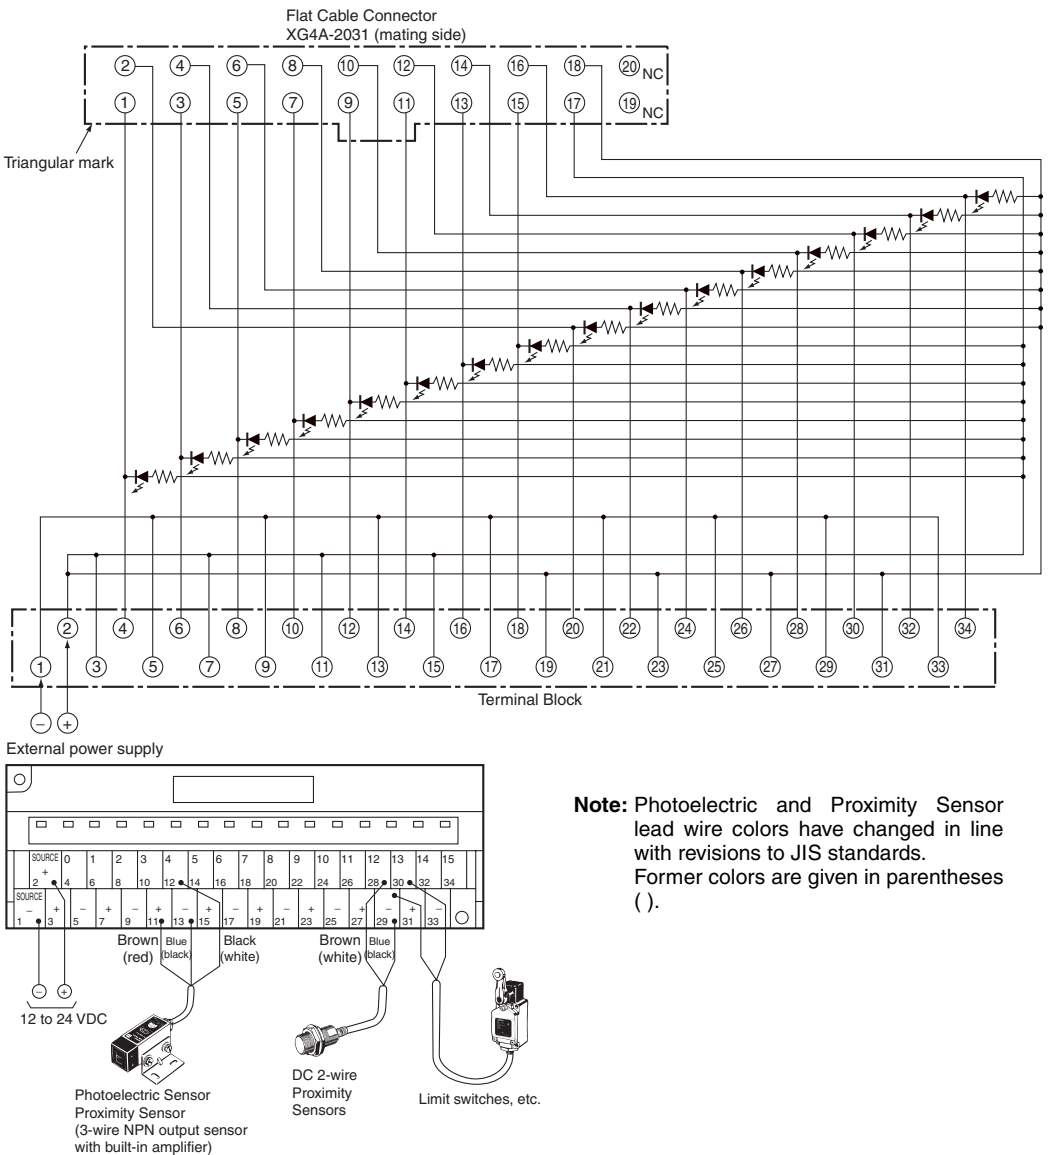 Flat Cable Connector
XG4A-2031 (mating side)
2 4 6 8 10 12 14 16 18 20 NC
1 3 5 7 9 11 13 15 17 19 NC
Triangular mark
2 4 6 8 10 12 14 16 18 20 22 24 26 28 30 32 34
1 3 5 7 9 11 13 15 17 19 21 23 25 27 29 31 33
Terminal Block
− +
External power supply
SOURCE 0 1 2 3 4 5 6 7 8 9 10 11 12 13 14 15
+
2 4 6 8 10 12 14 16 18 20 22 24 26 28 30 32 34
SOURCE
− + − + − + − + − + − + − + − + −
1 3 5 7 9 11 13 15 17 19 21 23 25 27 29 31 33
Brown
(red)
Blue
(black)
Black
(white)
Brown
(white)
Blue
(black)
− +
12 to 24 VDC
Photoelectric Sensor
Proximity Sensor
(3-wire NPN output sensor
with built-in amplifier)
DC 2-wire
Proximity
Sensors
Limit switches, etc.
Note: Photoelectric and Proximity Sensor
lead wire colors have changed in line
with revisions to JIS standards.
Former colors are given in parentheses
( ).